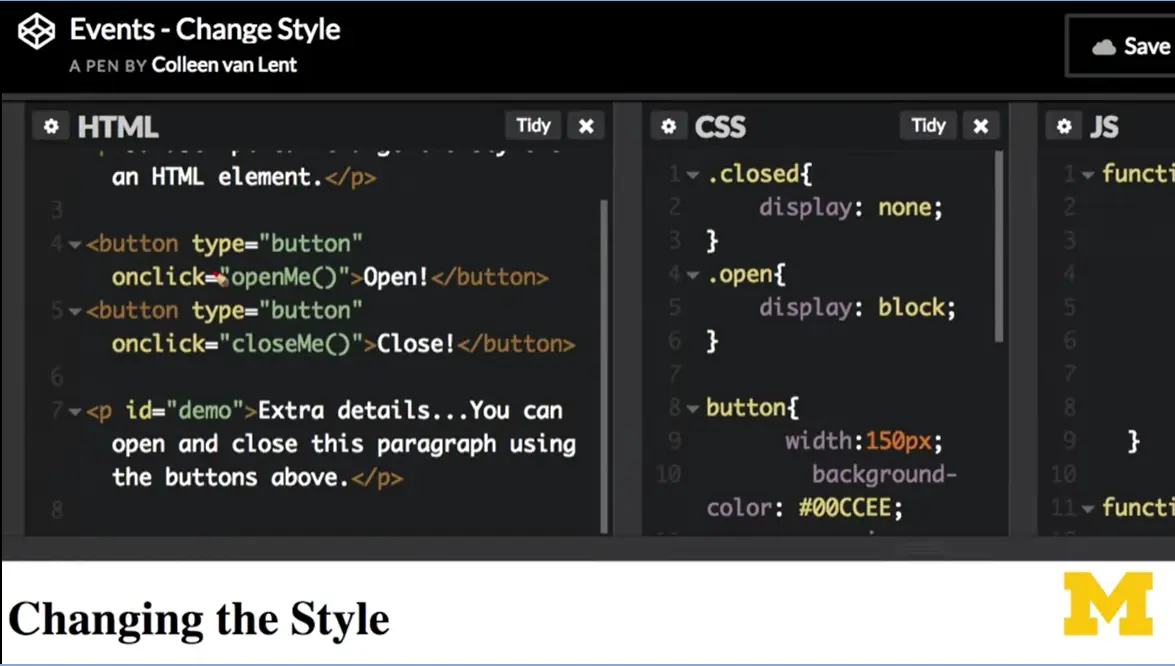 Events - Change Style
A PEN BY Colleen van Lent
Save
HTML
Tidy
an HTML element.</p>
3
4 <button type="button"
onclick="openMe()">Open!</button>
5 <button type="button"
onclick="closeMe()">Close!</button>
6
7 <p id="demo">Extra details...You can
open and close this paragraph using
the buttons above.</p>
8
CSS
Tidy
1 .closed{
2 display: none;
3 }
4 .open{
5 display: block;
6 }
7
8 button{
9 width:150px;
10 background-
color: #00CCEE;
JS
1 functi
2
3
4
5
6
7
8
9 }
10
11 functi
Changing the Style
M